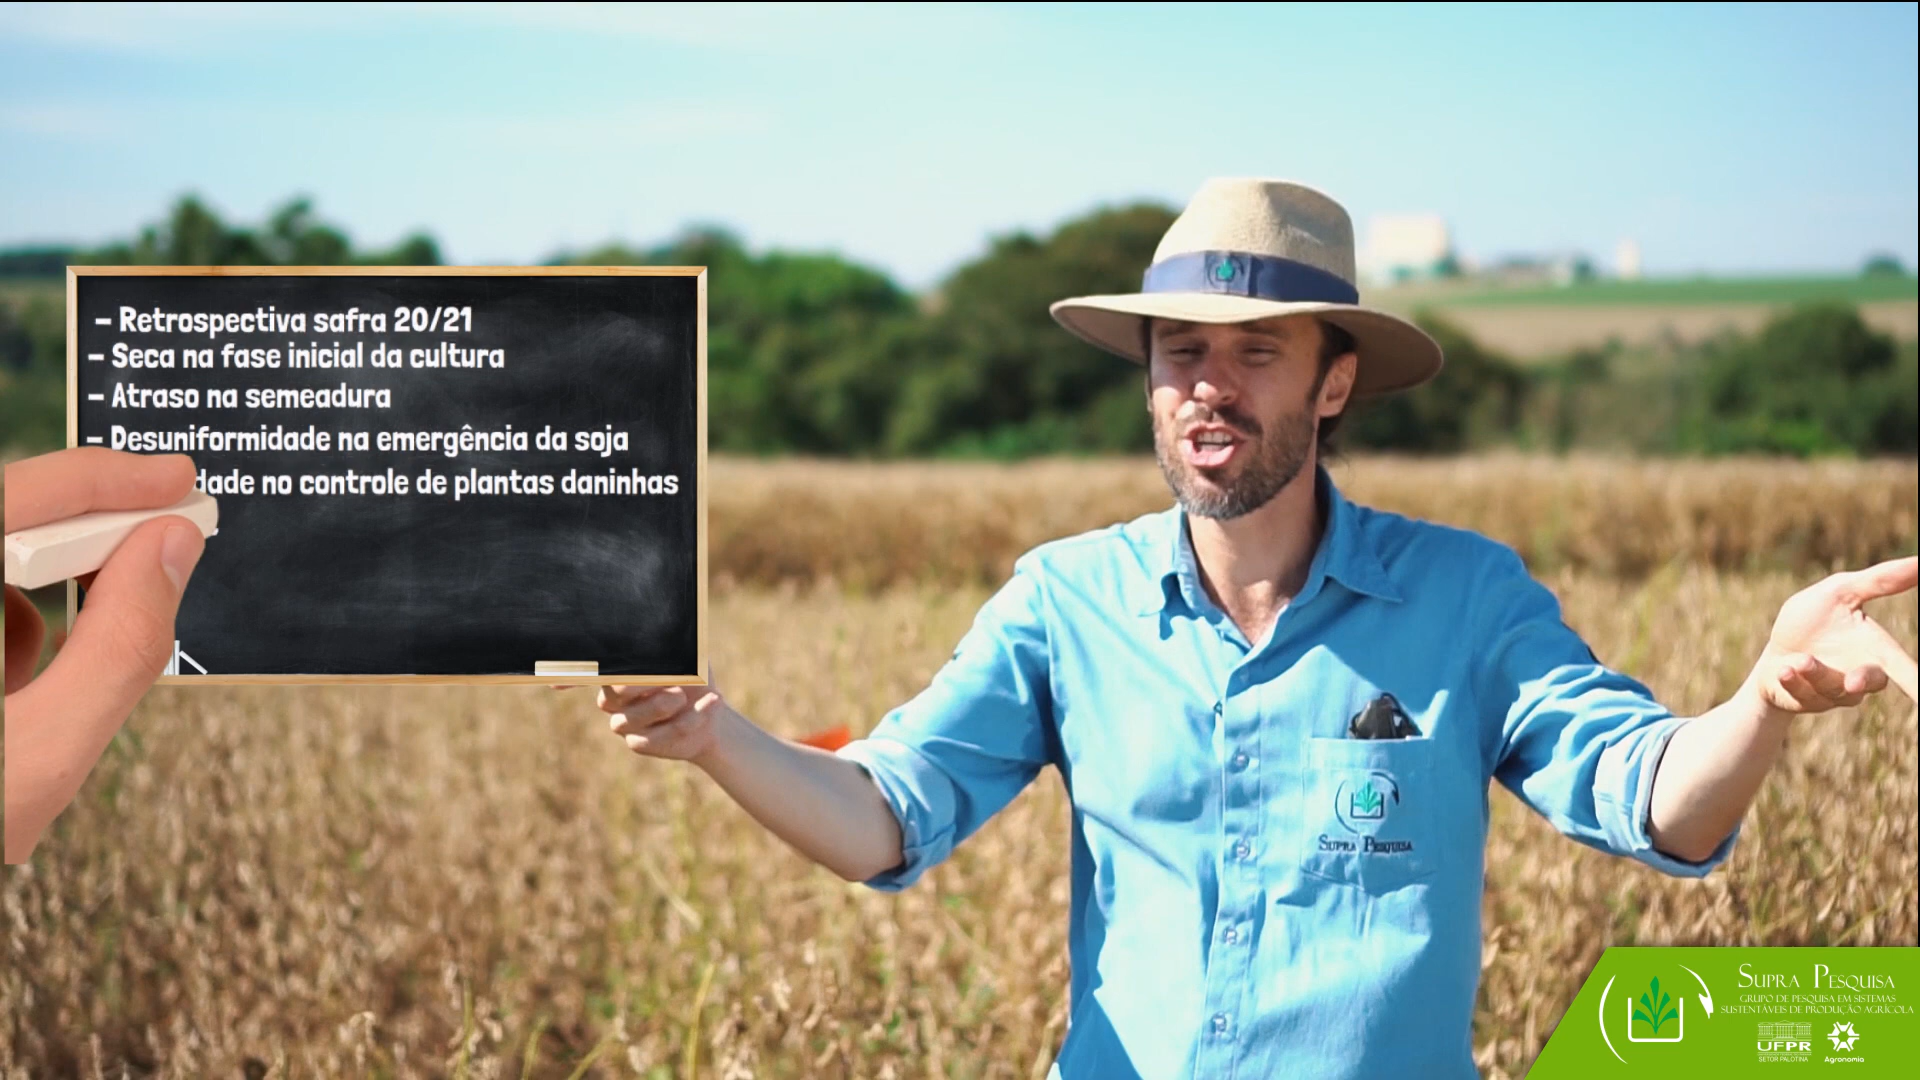 – Retrospectiva safra 20/21
– Seca na fase inicial da cultura
– Atraso na semeadura
– Desuniformidade na emergência da soja
dade no controle de plantas daninhas
Supra Pesquisa
Supra Pesquisa
Grupo de Pesquisa em Sistemas
Sustentáveis de Produção Agrícola
UFPR
Setor Palotina
Agronomia